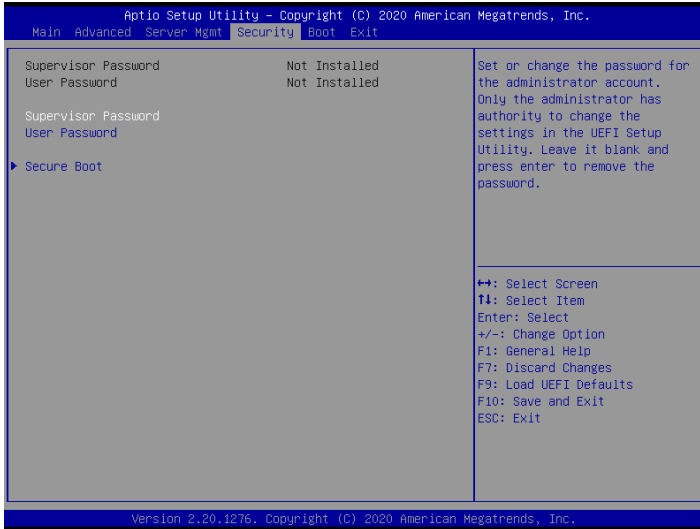 Aptio Setup Utility – Copyright (C) 2020 American Megatrends, Inc.
Main Advanced Server Mgmt Security Boot Exit
Supervisor Password Not Installed
User Password Not Installed
Supervisor Password
User Password
Secure Boot
Set or change the password for
the administrator account.
Only the administrator has
authority to change the
settings in the UEFI Setup
Utility. Leave it blank and
press enter to remove the
password.
↔: Select Screen
↑↓: Select Item
Enter: Select
+/-: Change Option
F1: General Help
F7: Discard Changes
F9: Load UEFI Defaults
F10: Save and Exit
ESC: Exit
Version 2.20.1276. Copyright (C) 2020 American Megatrends, Inc.